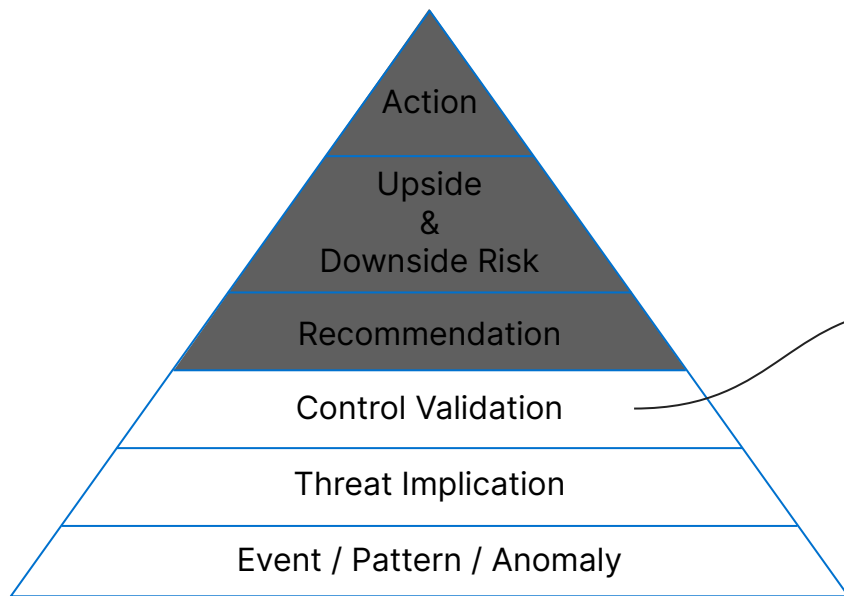 Action
Upside
&
Downside Risk
Recommendation
Control Validation
Threat Implication
Event / Pattern / Anomaly